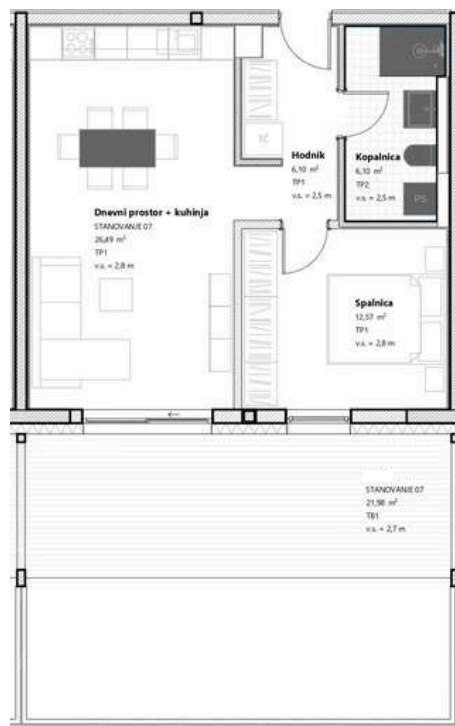 Hodnik
6,10 m²
TP1
v.s. = 2,5 m
Kopalnica
6,10 m²
TP2
v.s. = 2,5 m
PS
Dnevni prostor + kuhinja
STANOVANJE 07
26,49 m²
TP1
v.s. = 2,8 m
Spalnica
12,57 m²
TP1
v.s. = 2,8 m
STANOVANJE 07
21,98 m²
TB1
v.s. = 2,7 m